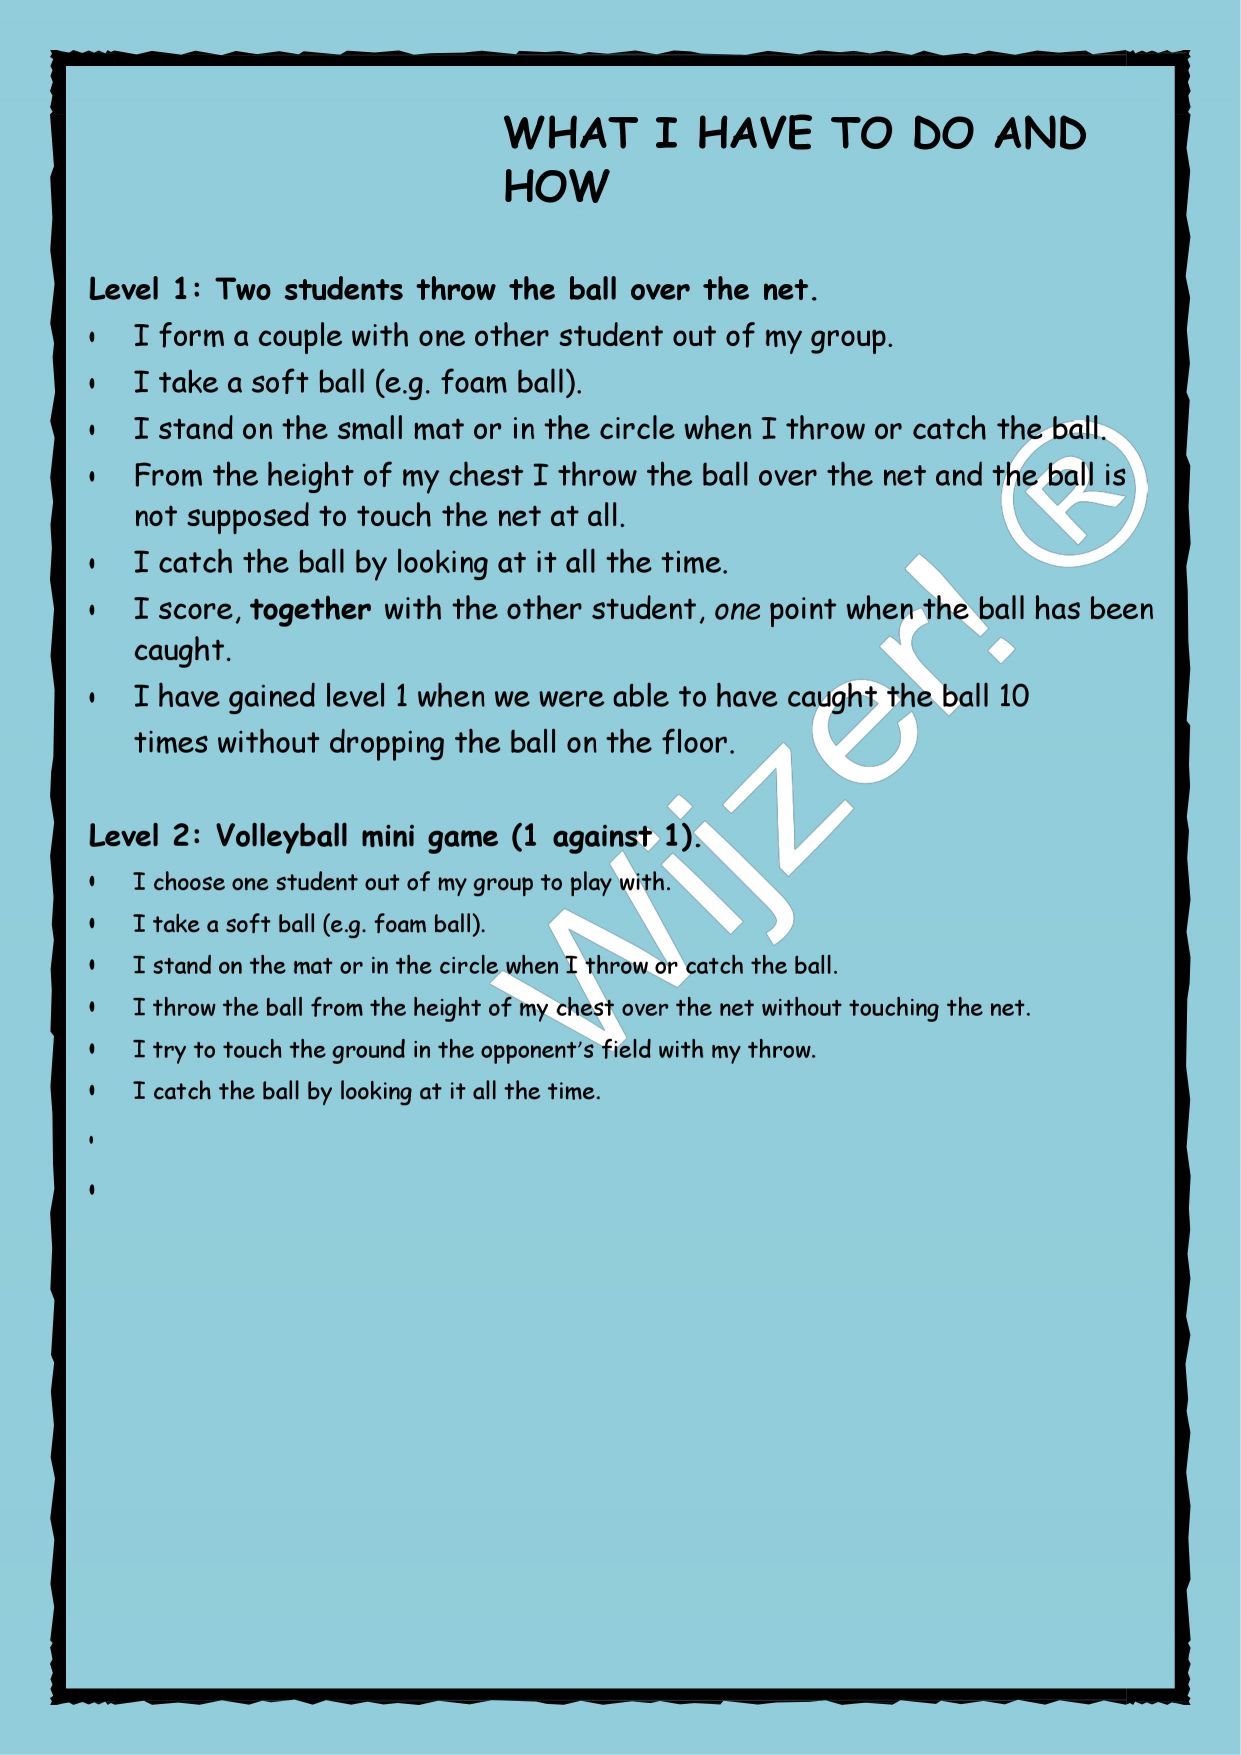 WHAT I HAVE TO DO AND
HOW
Level 1: Two students throw the ball over the net.
• I form a couple with one other student out of my group.
• I take a soft ball (e.g. foam ball).
• I stand on the small mat or in the circle when I throw or catch the ball.
• From the height of my chest I throw the ball over the net and the ball is
not supposed to touch the net at all.
• I catch the ball by looking at it all the time.
• I score, together with the other student, one point when the ball has been
caught.
• I have gained level 1 when we were able to have caught the ball 10
times without dropping the ball on the floor.
Level 2: Volleyball mini game (1 against 1).
• I choose one student out of my group to play with.
• I take a soft ball (e.g. foam ball).
• I stand on the mat or in the circle when I throw or catch the ball.
• I throw the ball from the height of my chest over the net without touching the net.
• I try to touch the ground in the opponent’s field with my throw.
• I catch the ball by looking at it all the time.
•
•
Wijzer! ®